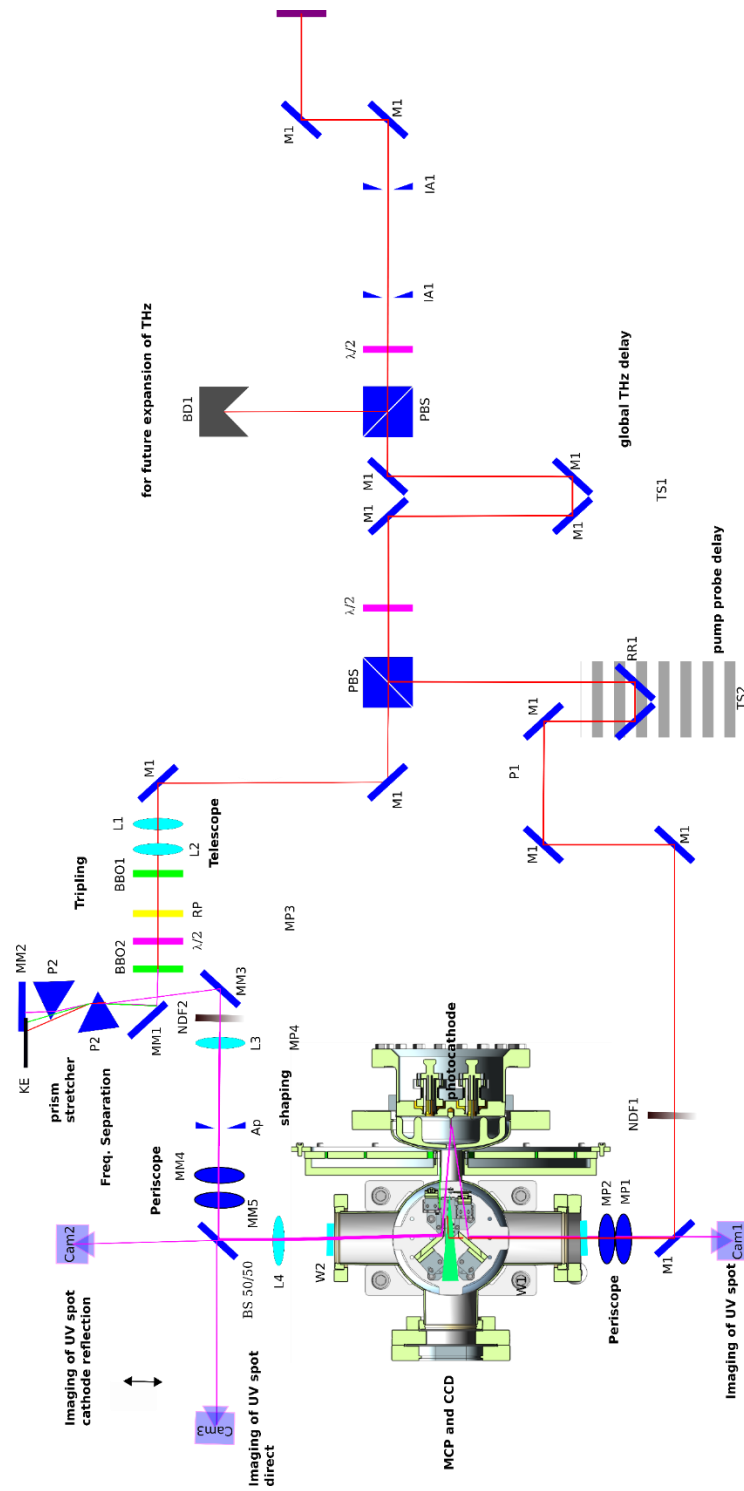 M1
M1
IA1
IA1
for future expansion of THz
λ/2
BD1
PBS
global THz delay
M1
M1
M1
M1
TS1
λ/2
pump probe delay
PBS
RR1
TS2
M1
P1
M1
M1
M1
M1
L1
L2
Telescope
Tripling
BBO1
RP
λ/2
BBO2
MP3
MM2
P2
P2
KE
MM1
MM3
NDF2
L3
MP4
prism
stretcher
Freq. Separation
shaping
Ap
photocathode
NDF1
Periscope
MM4
MM5
BS 50/50
L4
W2
W1
MP2
MP1
Periscope
M1
Cam1
Imaging of UV spot
Cam2
Imaging of UV spot
cathode reflection
Cam3
Imaging of UV spot
direct
MCP and CCD